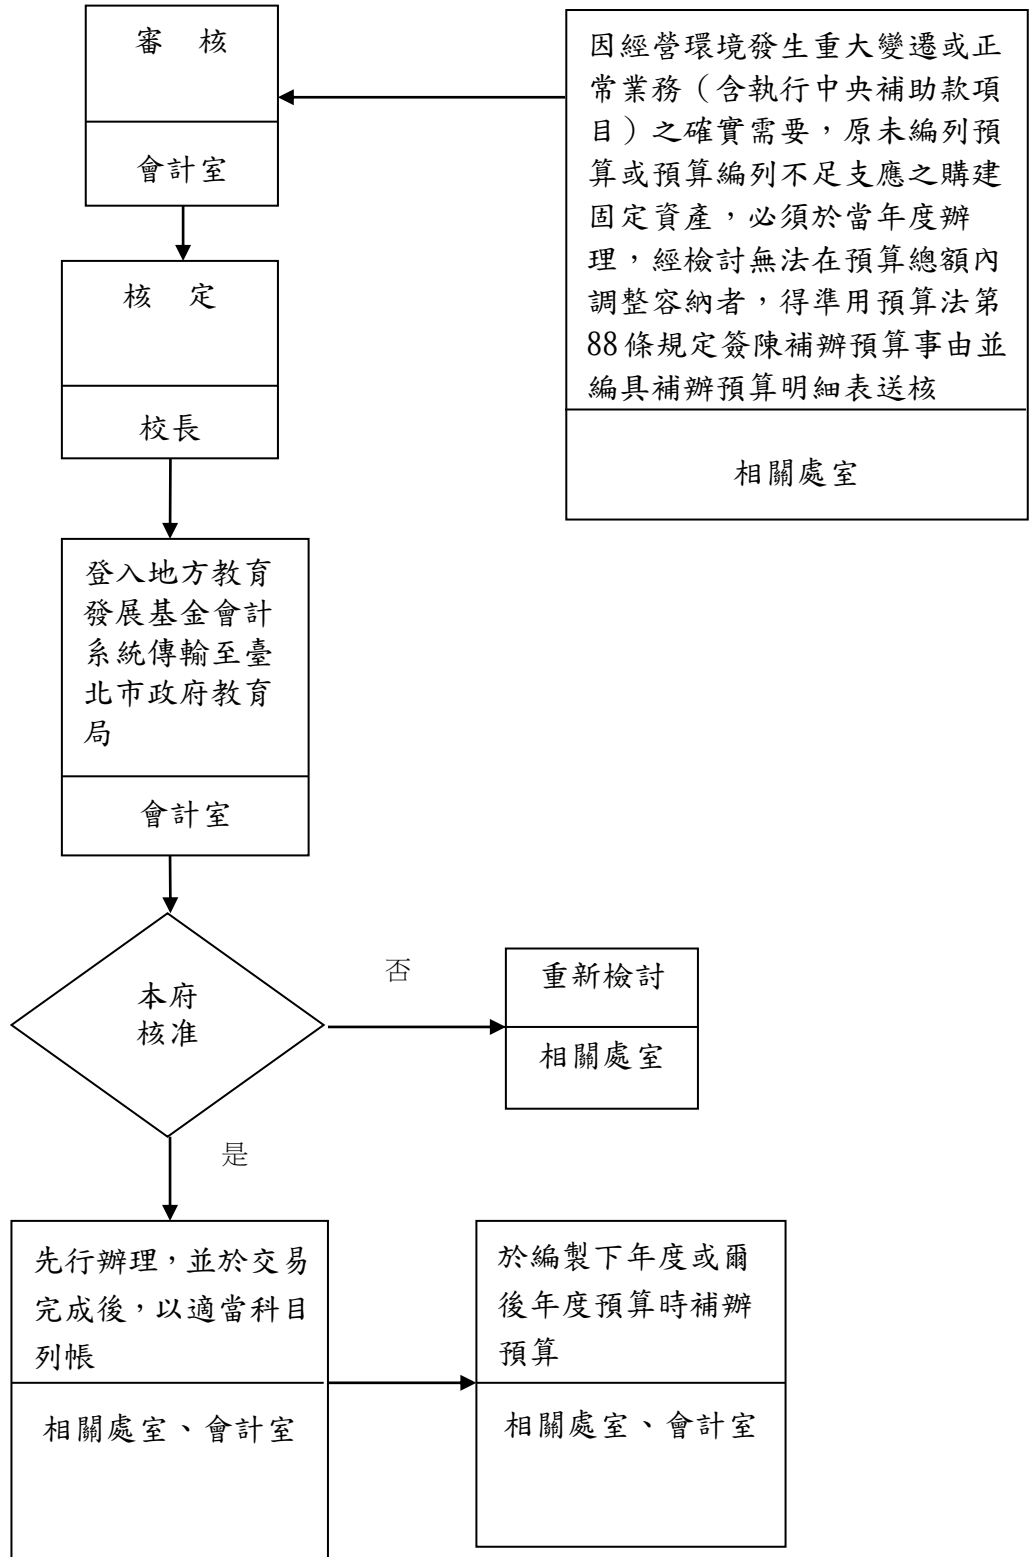 審　核
會計室
因經營環境發生重大變遷或正
常業務（含執行中央補助款項
目）之確實需要，原未編列預
算或預算編列不足支應之購建
固定資產，必須於當年度辦
理，經檢討無法在預算總額內
調整容納者，得準用預算法第
88條規定簽陳補辦預算事由並
編具補辦預算明細表送核
相關處室
核　定
校長
登入地方教育
發展基金會計
系統傳輸至臺
北市政府教育
局
會計室
本府
核准
否
重新檢討
相關處室
是
先行辦理，並於交易
完成後，以適當科目
列帳
相關處室、會計室
於編製下年度或爾
後年度預算時補辦
預算
相關處室、會計室